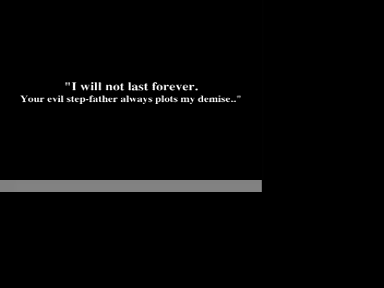 "I will not last forever.
Your evil step-father always plots my demise.."